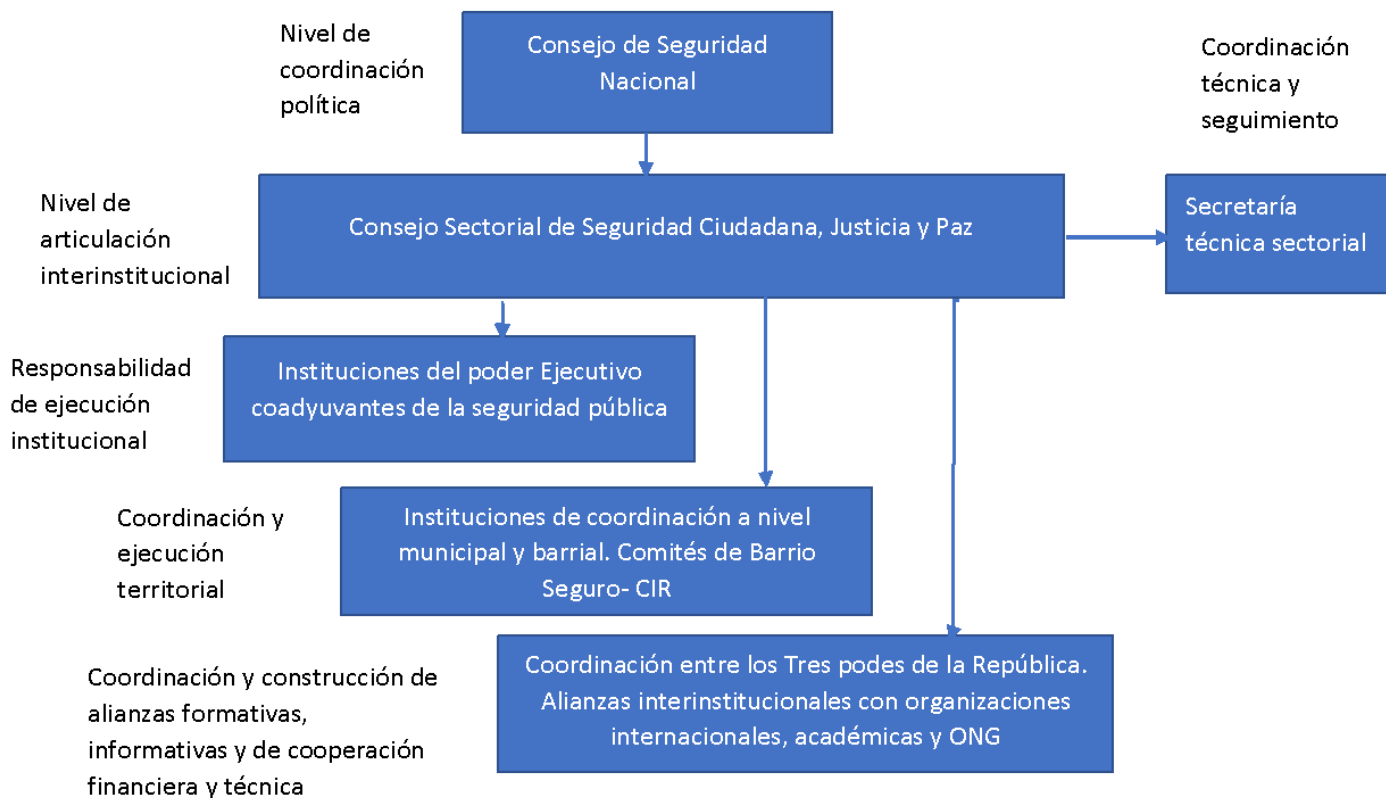 Nivel de
coordinación
política
Consejo de Seguridad
Nacional
Coordinación
técnica y
seguimiento
Nivel de
articulación
interinstitucional
Consejo Sectorial de Seguridad Ciudadana, Justicia y Paz
Secretaría
técnica sectorial
Responsabilidad
de ejecución
institucional
Instituciones del poder Ejecutivo
coadyuvantes de la seguridad pública
Coordinación y
ejecución
territorial
Instituciones de coordinación a nivel
municipal y barrial. Comités de Barrio
Seguro- CIR
Coordinación y construcción de
alianzas formativas,
informativas y de cooperación
financiera y técnica
Coordinación entre los Tres podes de la República.
Alianzas interinstitucionales con organizaciones
internacionales, académicas y ONG